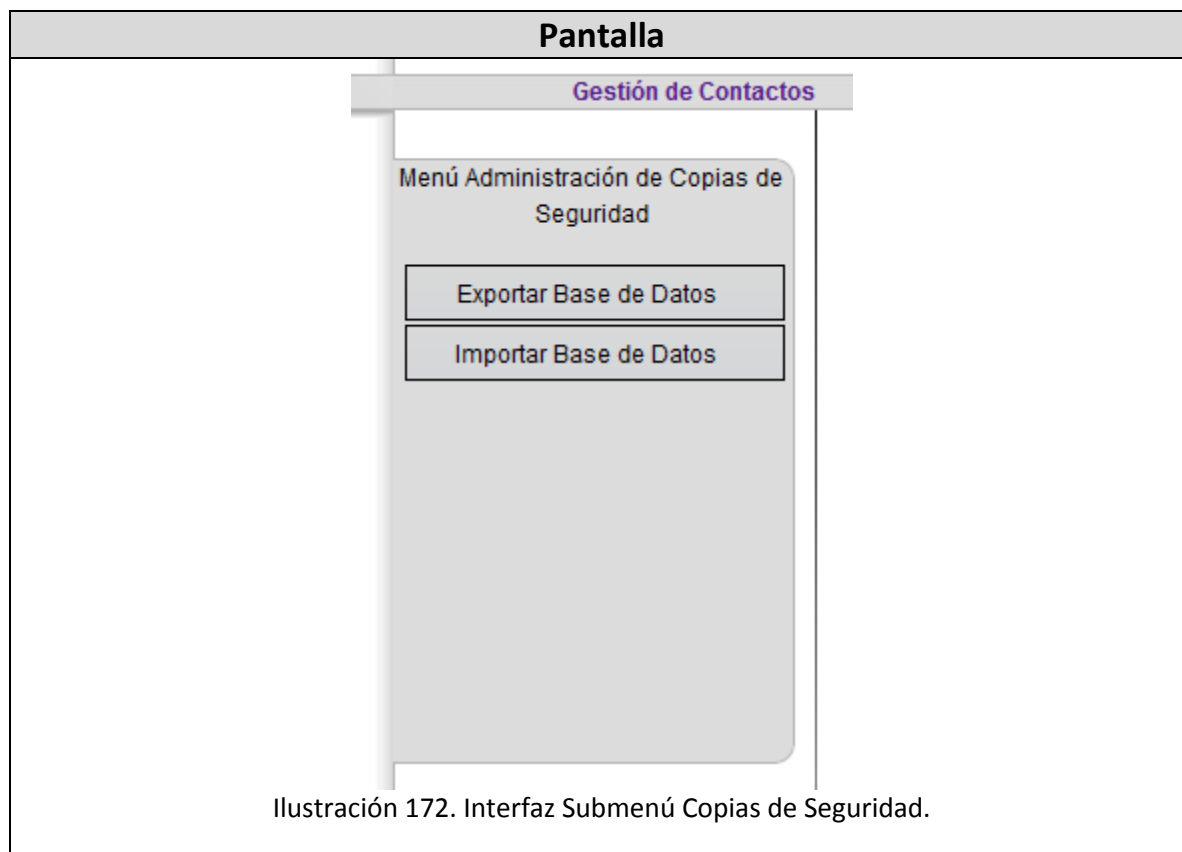 Pantalla
Gestión de Contactos
Menú Administración de Copias de
Seguridad
Exportar Base de Datos
Importar Base de Datos
Ilustración 172. Interfaz Submenú Copias de Seguridad.